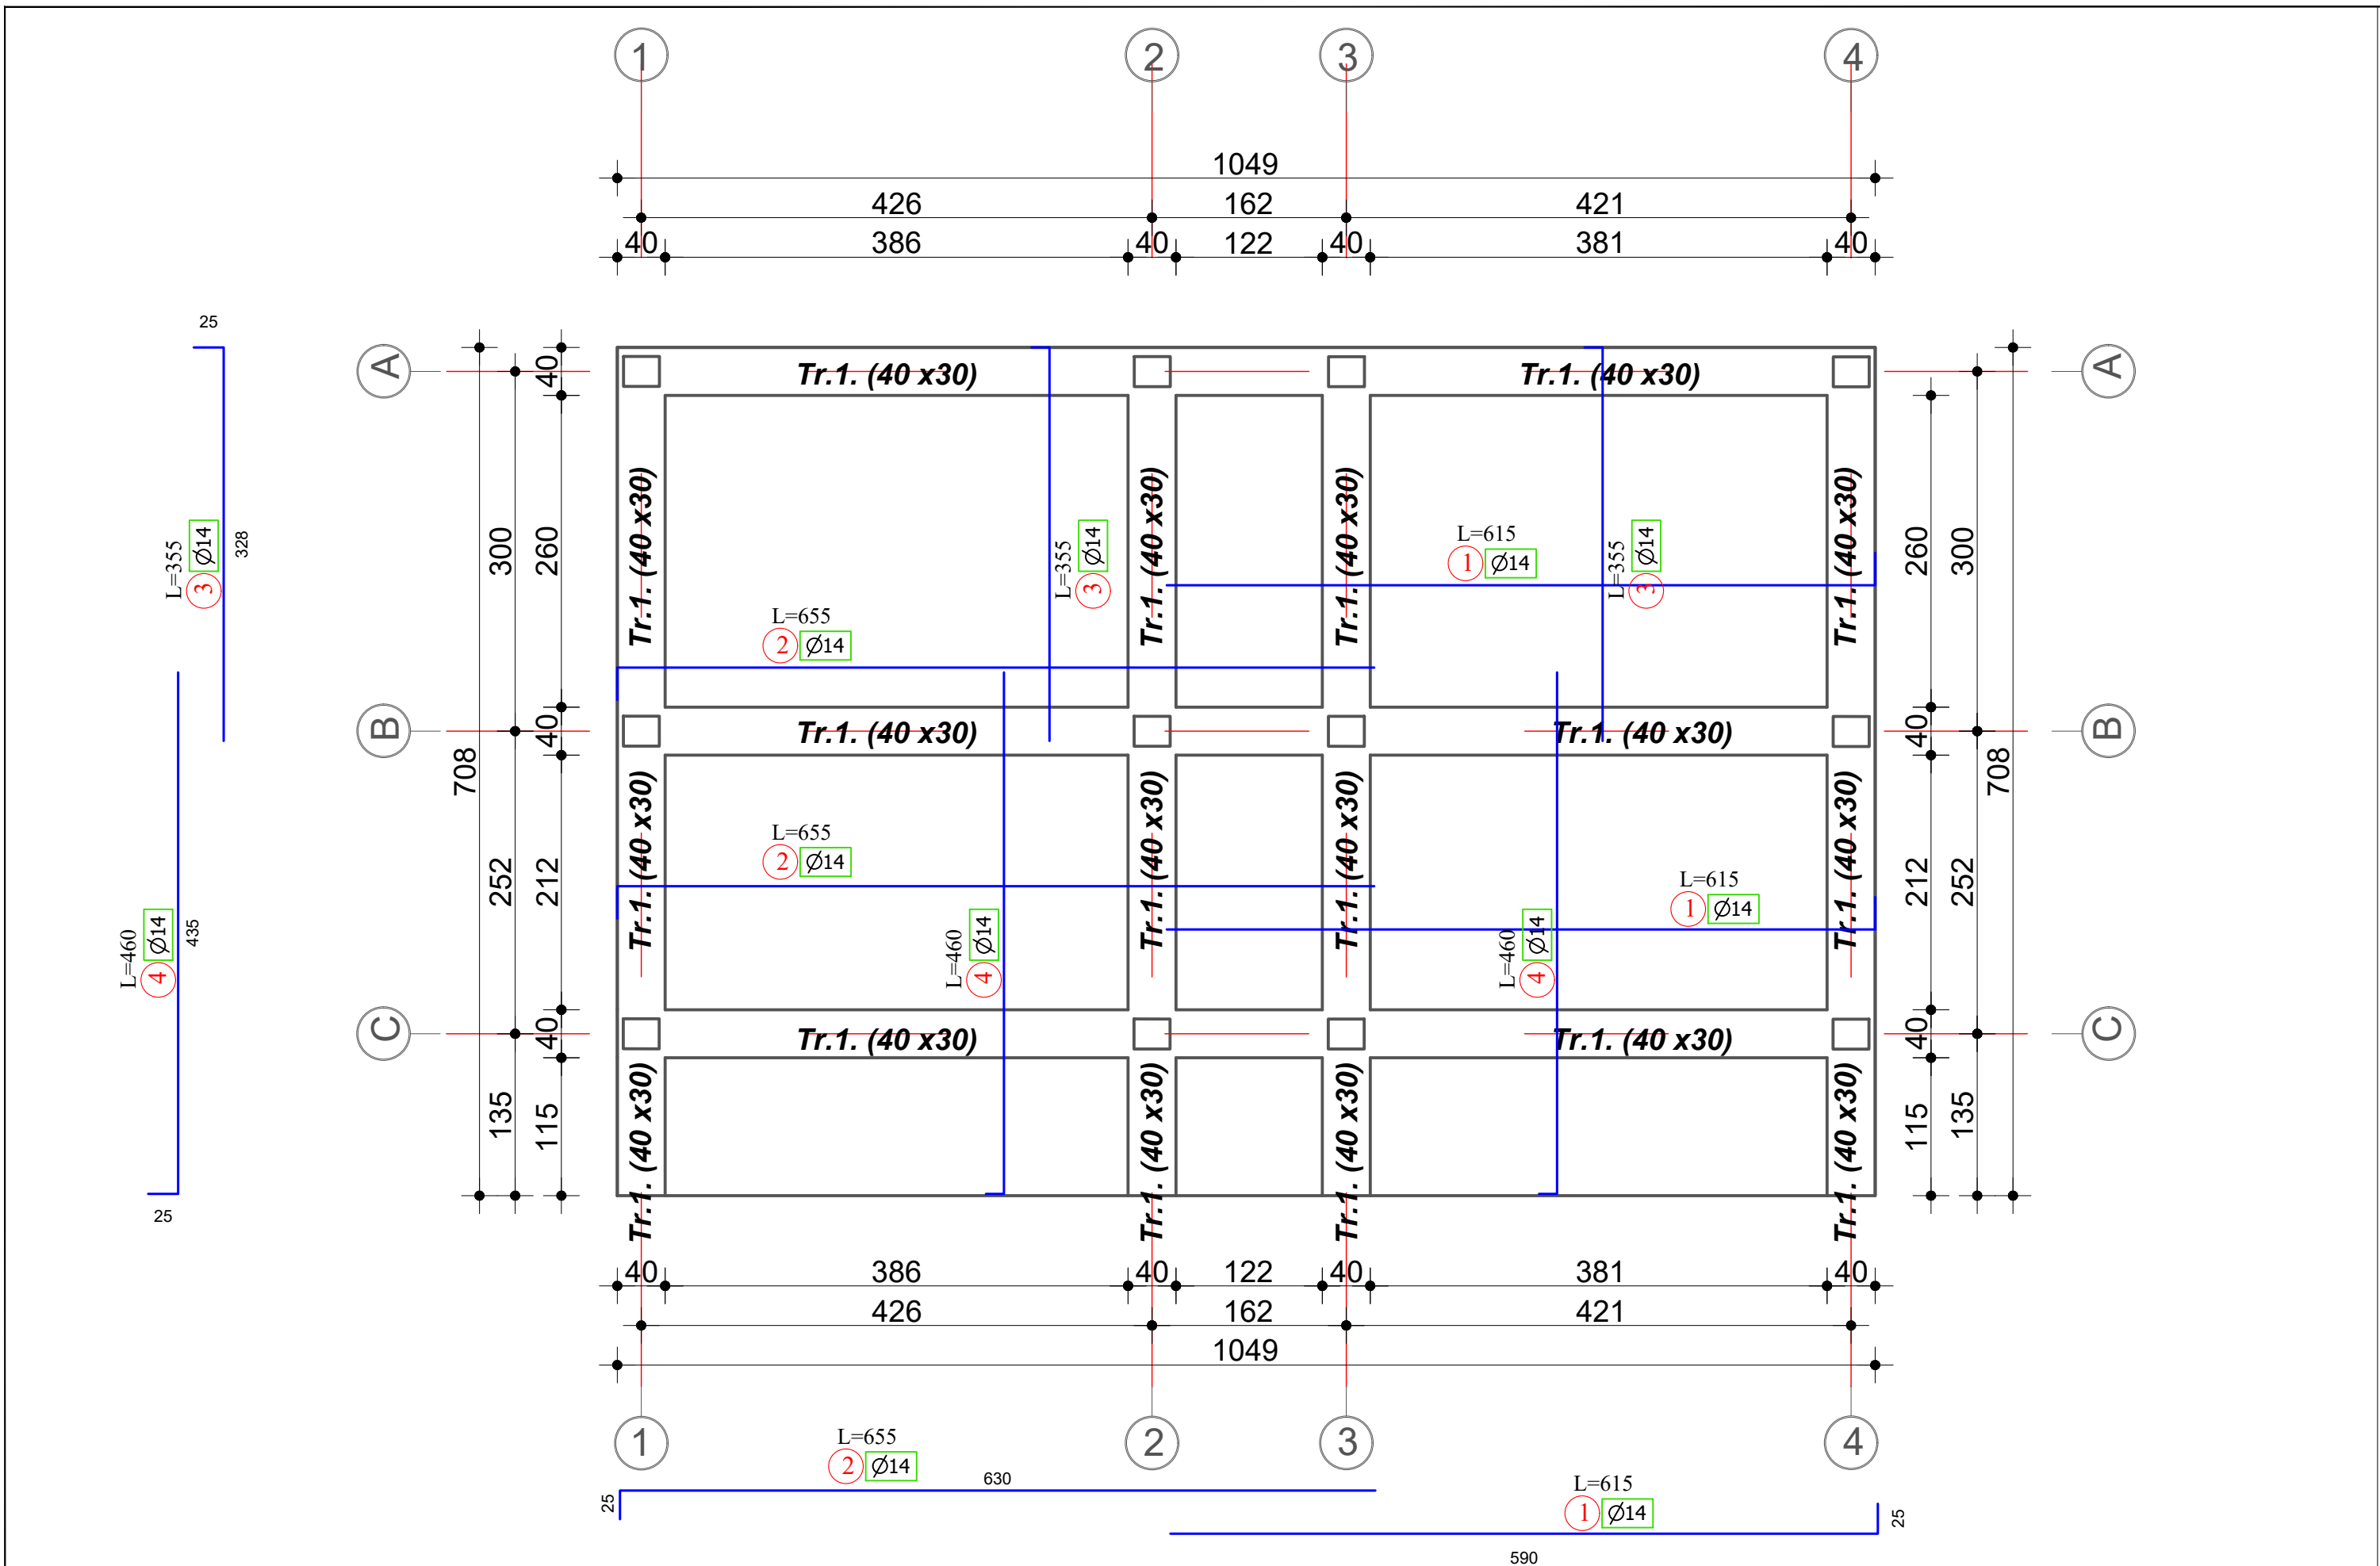 1 2 3 4
1049
426 162 421
40 386 40 122 40 381 40
25
L=355
3 Ø14
328
L=460
4 Ø14
435
25
A
B
C
708
300
252
135
40
260
40
212
40
115
Tr.1. (40 x30)
Tr.1. (40 x30)
Tr.1. (40 x30)
Tr.1. (40 x30)
Tr.1. (40 x30)
Tr.1. (40 x30)
L=355
3 Ø14
L=615
1 Ø14
L=355
3 Ø14
L=655
2 Ø14
Tr.1. (40 x30)
Tr.1. (40 x30)
Tr.1. (40 x30)
Tr.1. (40 x30)
Tr.1. (40 x30)
Tr.1. (40 x30)
L=655
2 Ø14
L=615
1 Ø14
L=460
4 Ø14
L=460
4 Ø14
Tr.1. (40 x30)
Tr.1. (40 x30)
Tr.1. (40 x30)
Tr.1. (40 x30)
Tr.1. (40 x30)
Tr.1. (40 x30)
260
40
212
40
115
300
252
135
708
A
B
C
40 386 40 122 40 381 40
426 162 421
1049
1 2 3 4
L=655
2 Ø14
630
25
L=615
1 Ø14
25
590